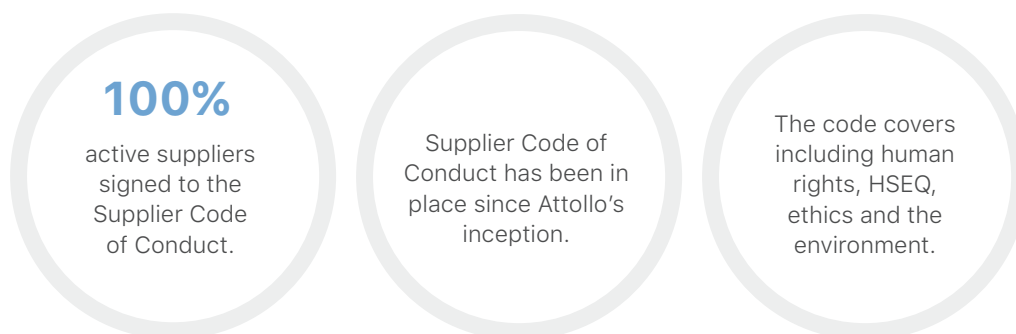 100%
active suppliers
signed to the
Supplier Code
of Conduct.
Supplier Code of
Conduct has been in
place since Attollo’s
inception.
The code covers
including human
rights, HSEQ,
ethics and the
environment.